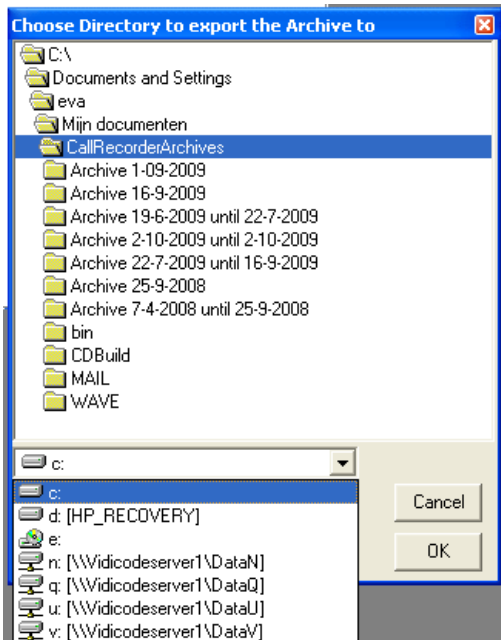 Choose Directory to export the Archive to
C:\
Documents and Settings
eva
Mijn documenten
CallRecorderArchives
Archive 1-09-2009
Archive 16-9-2009
Archive 19-6-2009 until 22-7-2009
Archive 2-10-2009 until 2-10-2009
Archive 22-7-2009 until 16-9-2009
Archive 25-9-2008
Archive 7-4-2008 until 25-9-2008
bin
CDBuild
MAIL
WAVE
c:
c:
d: [HP_RECOVERY]
e:
n: [\\Vidicodeserver1\DataN]
q: [\\Vidicodeserver1\DataQ]
u: [\\Vidicodeserver1\DataU]
v: [\\Vidicodeserver1\DataV]
Cancel
OK